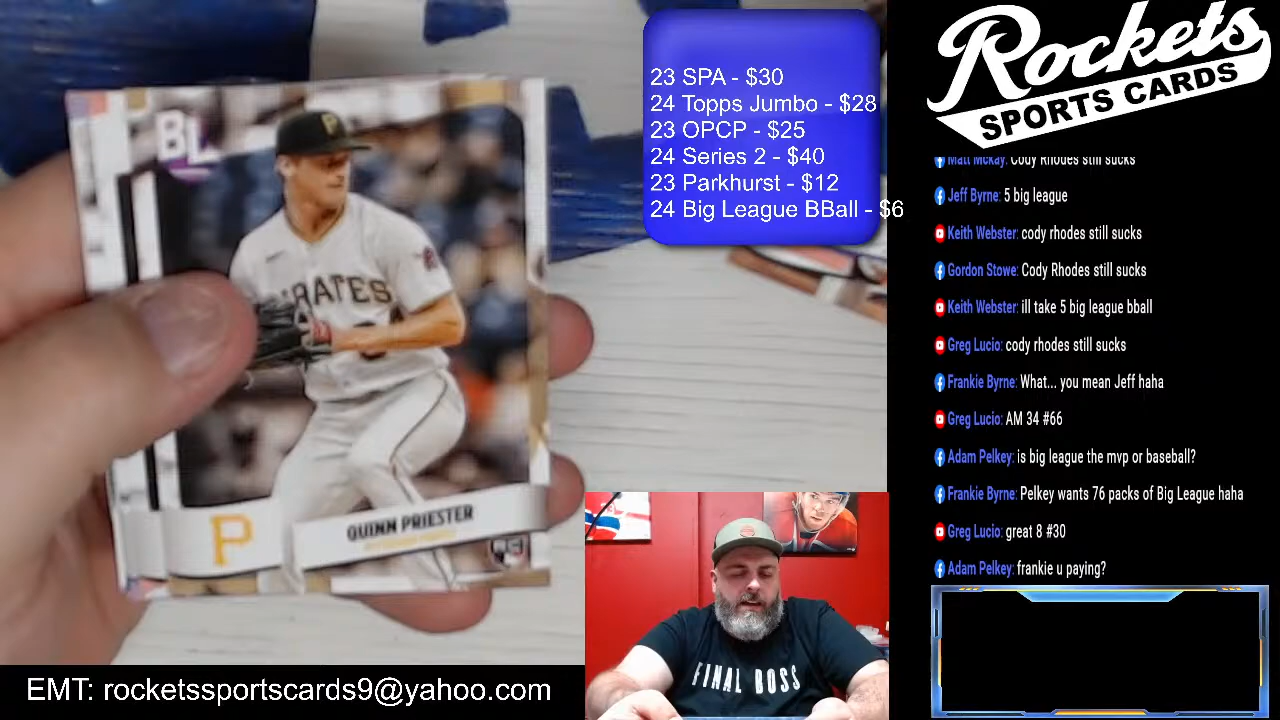 BL
P
PIRATES
QUINN PRIESTER
P
23 SPA - $30
24 Topps Jumbo - $28
23 OPCP - $25
24 Series 2 - $40
23 Parkhurst - $12
24 Big League BBall - $6
Rockets
SPORTS CARDS
Matt McKay: Cody Rhodes still sucks
Jeff Byrne: 5 big league
Keith Webster: cody rhodes still sucks
Gordon Stowe: Cody Rhodes still sucks
Keith Webster: ill take 5 big league bball
Greg Lucio: cody rhodes still sucks
Frankie Byrne: What... you mean Jeff haha
Greg Lucio: AM 34 #66
Adam Pelkey: is big league the mvp or baseball?
Frankie Byrne: Pelkey wants 76 packs of Big League haha
Greg Lucio: great 8 #30
Adam Pelkey: frankie u paying?
FINAL BOSS
EMT: rocketssportscards9@yahoo.com